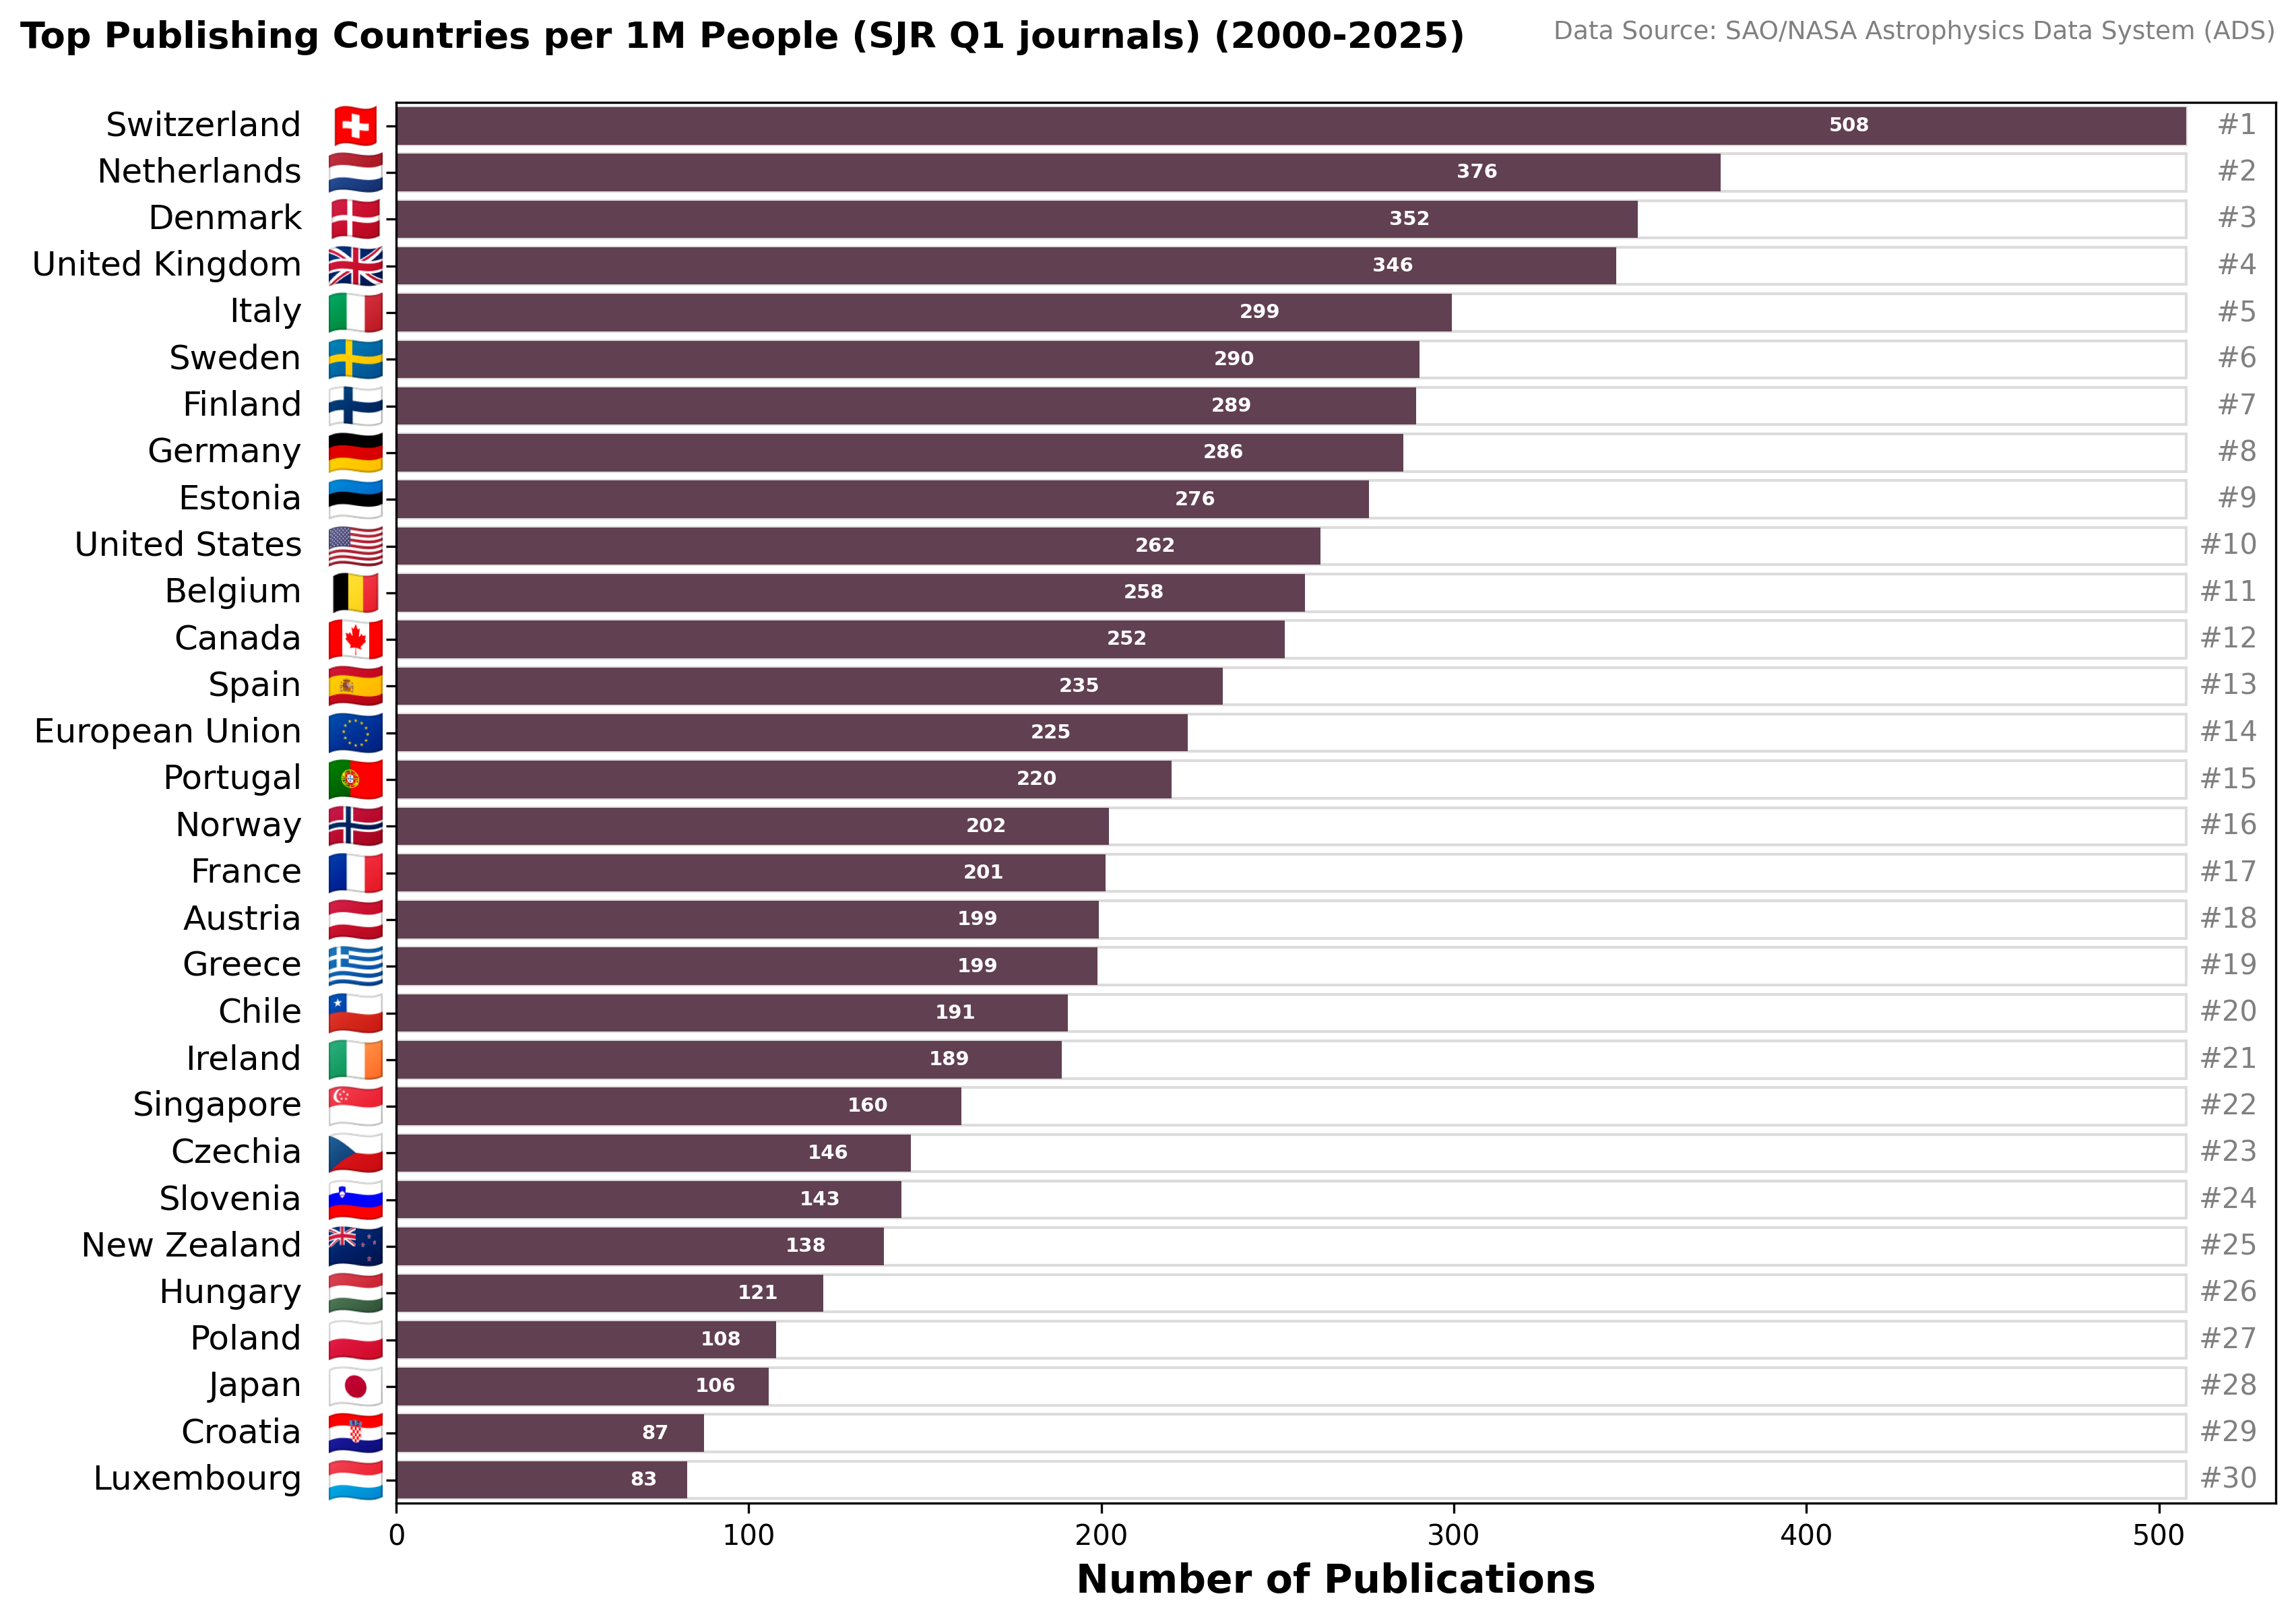 Top Publishing Countries per 1M People (SJR Q1 journals) (2000-2025)
Data Source: SAO/NASA Astrophysics Data System (ADS)
Switzerland 508 #1
Netherlands 376 #2
Denmark 352 #3
United Kingdom 346 #4
Italy 299 #5
Sweden 290 #6
Finland 289 #7
Germany 286 #8
Estonia 276 #9
United States 262 #10
Belgium 258 #11
Canada 252 #12
Spain 235 #13
European Union 225 #14
Portugal 220 #15
Norway 202 #16
France 201 #17
Austria 199 #18
Greece 199 #19
Chile 191 #20
Ireland 189 #21
Singapore 160 #22
Czechia 146 #23
Slovenia 143 #24
New Zealand 138 #25
Hungary 121 #26
Poland 108 #27
Japan 106 #28
Croatia 87 #29
Luxembourg 83 #30
0 100 200 300 400 500
Number of Publications